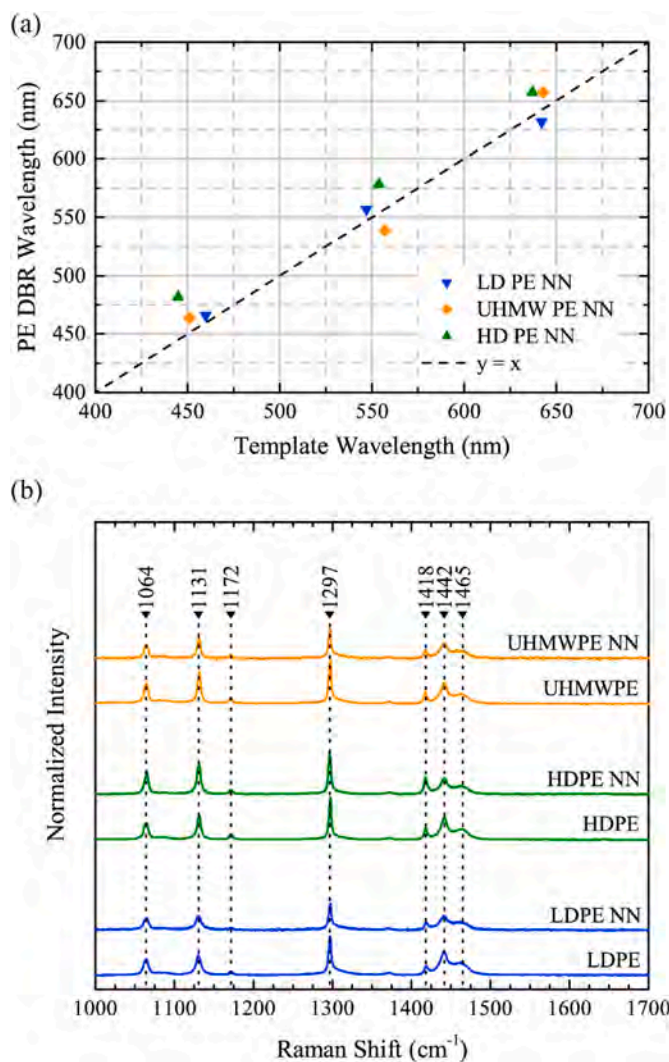 (a)
700
650
600
550
500
450
400
PE DBR Wavelength (nm)
LD PE NN
UHMW PE NN
HD PE NN
y = x
400 450 500 550 600 650 700
Template Wavelength (nm)
(b)
1064 1131 1172 1297 1418 1442 1465
Normalized Intensity
UHMWPE NN
UHMWPE
HDPE NN
HDPE
LDPE NN
LDPE
1000 1100 1200 1300 1400 1500 1600 1700
Raman Shift (cm⁻¹)